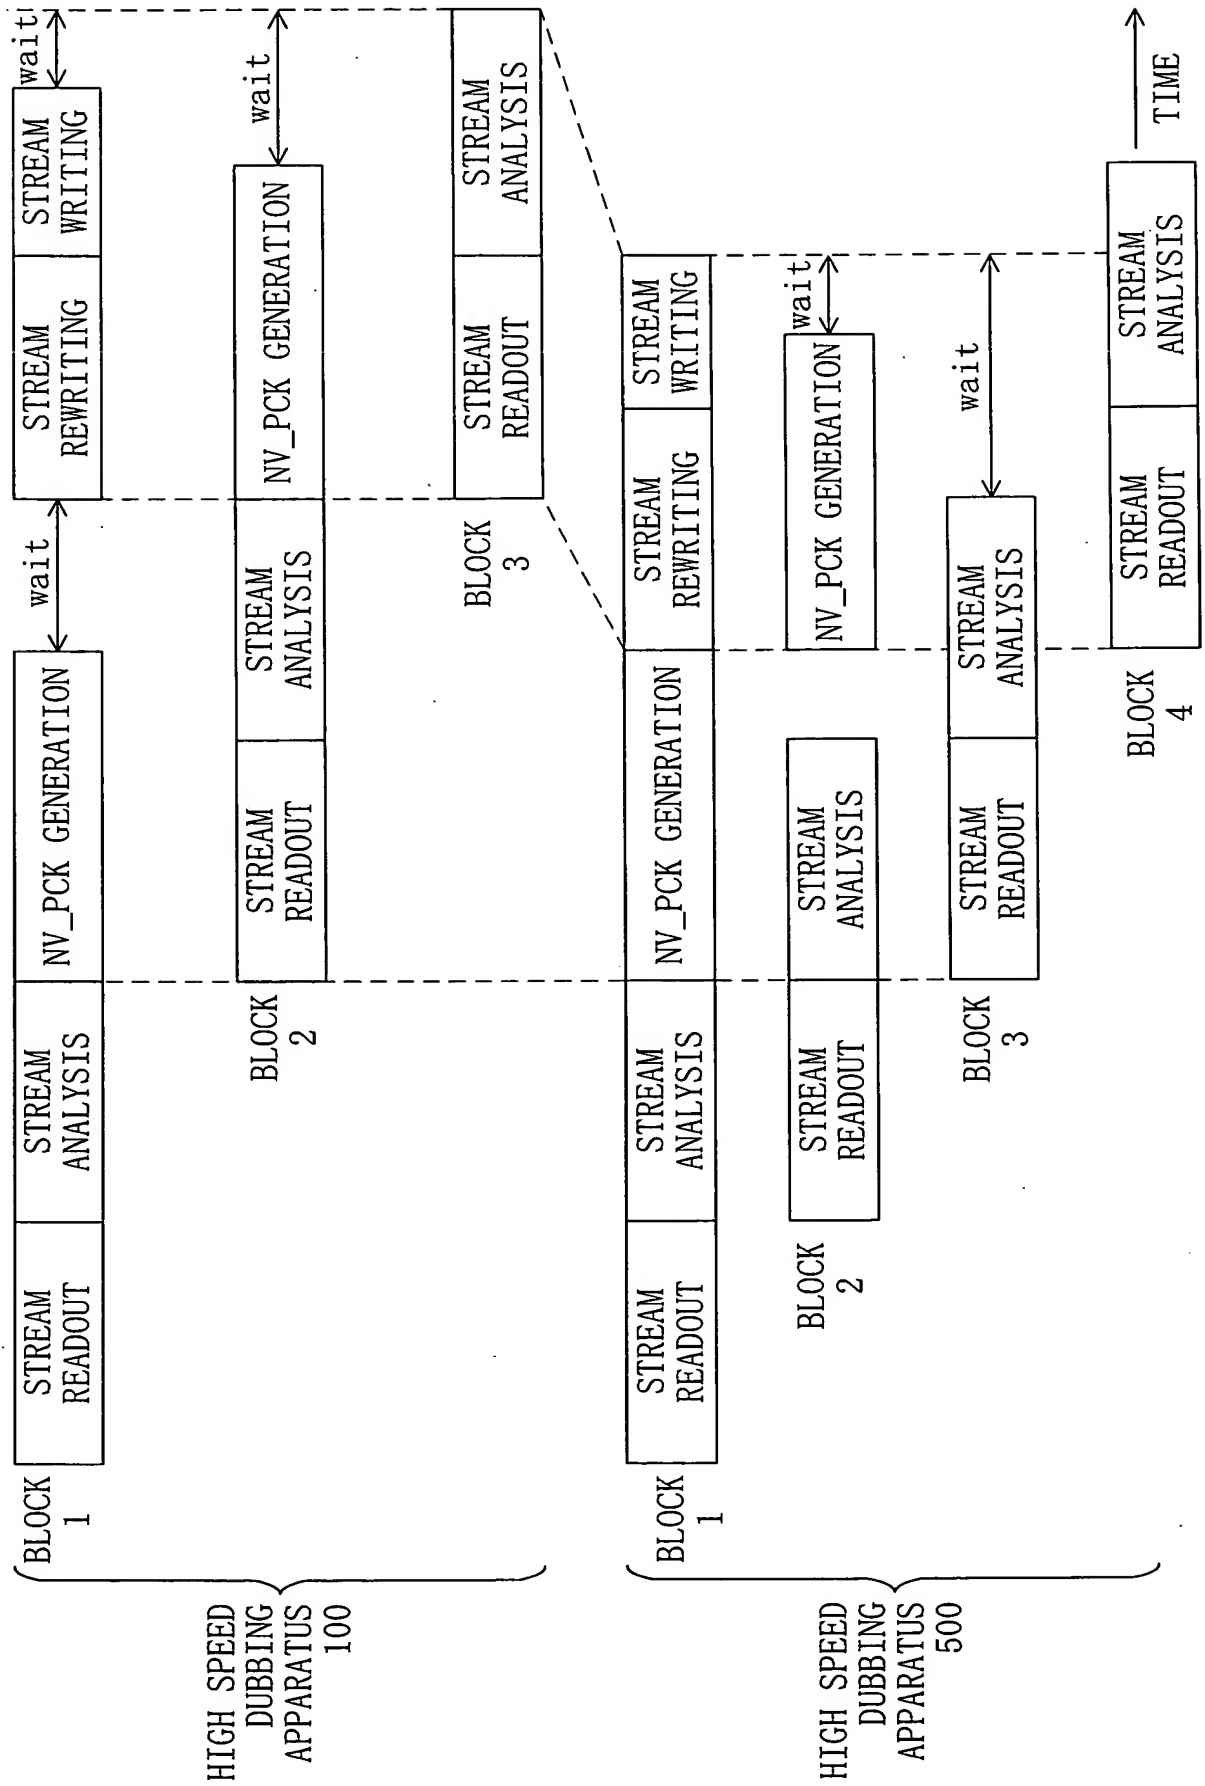 HIGH SPEED
DUBBING
APPARATUS
100
BLOCK
1
STREAM
READOUT
STREAM
ANALYSIS
NV_PCK GENERATION
wait
STREAM
REWRITING
STREAM
WRITING
wait
BLOCK
2
STREAM
READOUT
STREAM
ANALYSIS
NV_PCK GENERATION
wait
BLOCK
3
STREAM
READOUT
STREAM
ANALYSIS
HIGH SPEED
DUBBING
APPARATUS
500
BLOCK
1
STREAM
READOUT
STREAM
ANALYSIS
NV_PCK GENERATION
STREAM
REWRITING
STREAM
WRITING
BLOCK
2
STREAM
READOUT
STREAM
ANALYSIS
NV_PCK GENERATION
wait
BLOCK
3
STREAM
READOUT
STREAM
ANALYSIS
wait
BLOCK
4
STREAM
READOUT
STREAM
ANALYSIS
TIME